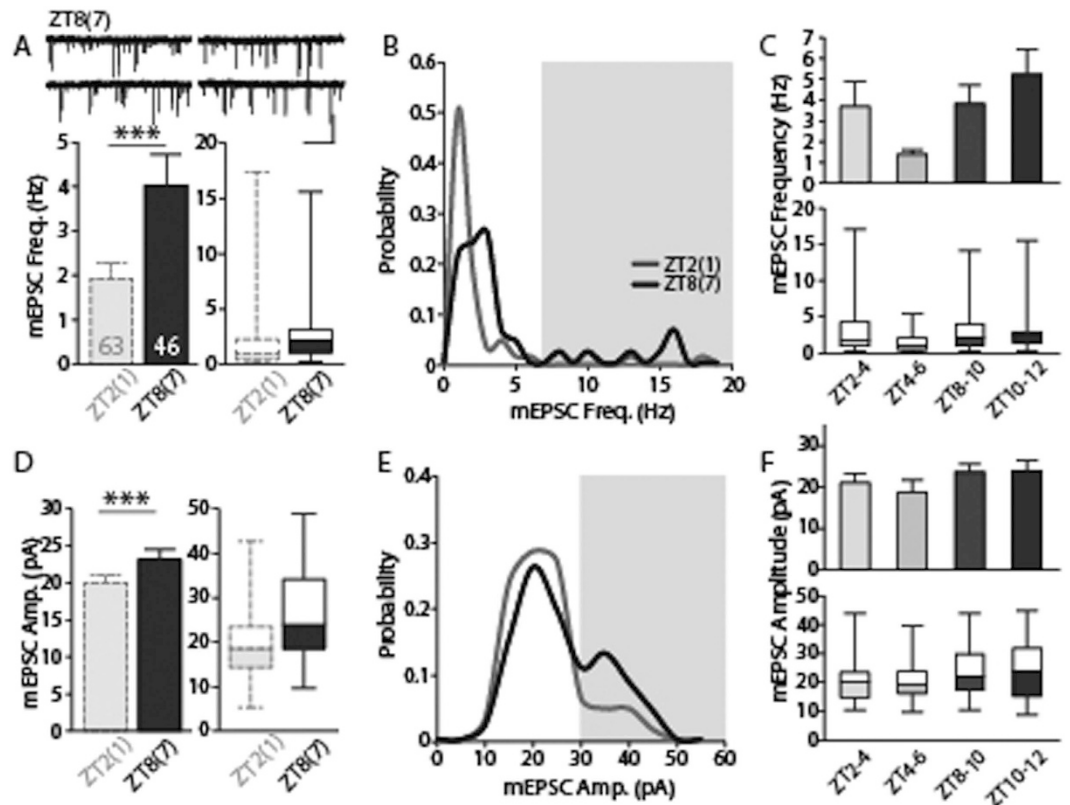 ZT8(7)
A
***
mEPSC Freq. (Hz)
5
4
3
2
1
0
63
46
ZT2(1)
ZT8(7)
20
15
10
5
0
ZT2(1)
ZT8(7)
B
Probability
0.6
0.5
0.4
0.3
0.2
0.1
0
ZT2(1)
ZT8(7)
0 5 10 15 20
mEPSC Freq. (Hz)
C
mEPSC Frequency (Hz)
7
6
5
4
3
2
1
0
20
15
10
5
0
ZT2-4
ZT4-6
ZT8-10
ZT10-12
D
***
mEPSC Amp. (pA)
30
25
20
15
10
5
0
ZT2(1)
ZT8(7)
50
40
30
20
10
0
ZT2(1)
ZT8(7)
E
Probability
0.4
0.3
0.2
0.1
0
0 10 20 30 40 50 60
mEPSC Amp. (pA)
F
mEPSC Amplitude (pA)
30
20
10
0
50
40
30
20
10
0
ZT2-4
ZT4-6
ZT8-10
ZT10-12